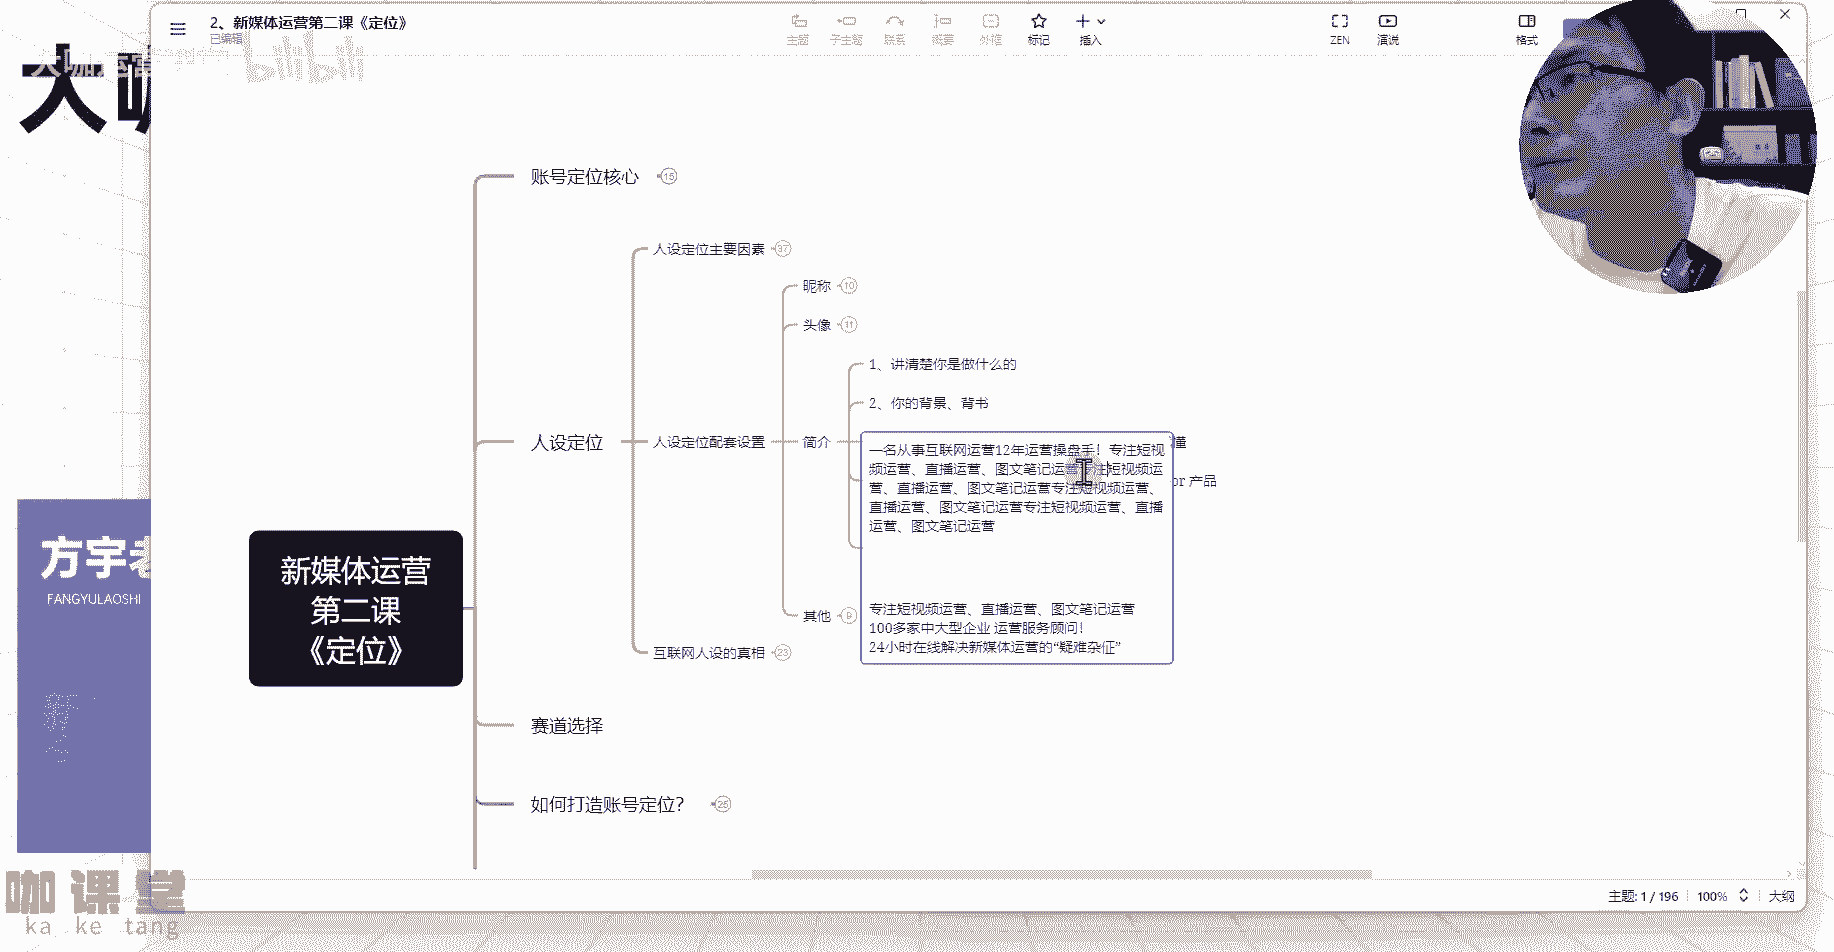 2、新媒体运营第二课《定位》
已编辑
主题
子主题
联系
概要
外框
标记
插入
ZEN
演说
格式
大咖运营
bilibili
大咖
账号定位核心
15
人设定位主要因素
37
昵称
10
头像
11
1、讲清楚你是做什么的
2、你的背景、背书
人设定位
人设定位配套设置
简介
懂
一名从事互联网运营12年运营操盘手！专注短视
频运营、直播运营、图文笔记运营专注短视频运
营、直播运营、图文笔记运营专注短视频运营、
直播运营、图文笔记运营专注短视频运营、直播
运营、图文笔记运营
or 产品
专注短视频运营、直播运营、图文笔记运营
100多家中大型企业 运营服务顾问！
24小时在线解决新媒体运营的“疑难杂症”
其他
9
互联网人设的真相
23
新媒体运营
第二课
《定位》
赛道选择
如何打造账号定位？
25
方宇老
FANGYULAOSHI
咖课堂
ka ke tang
主题: 1 / 196
100%
大纲